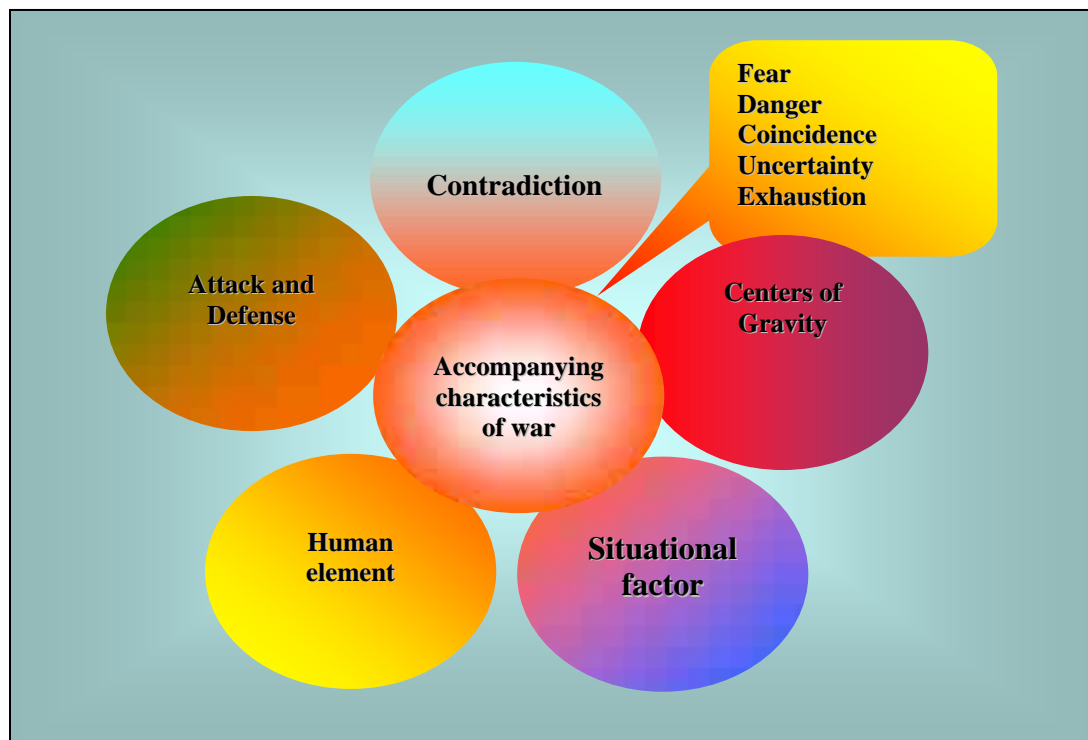 Fear
Danger
Coincidence
Uncertainty
Exhaustion
Contradiction
Attack and
Defense
Centers of
Gravity
Accompanying
characteristics
of war
Human
element
Situational
factor